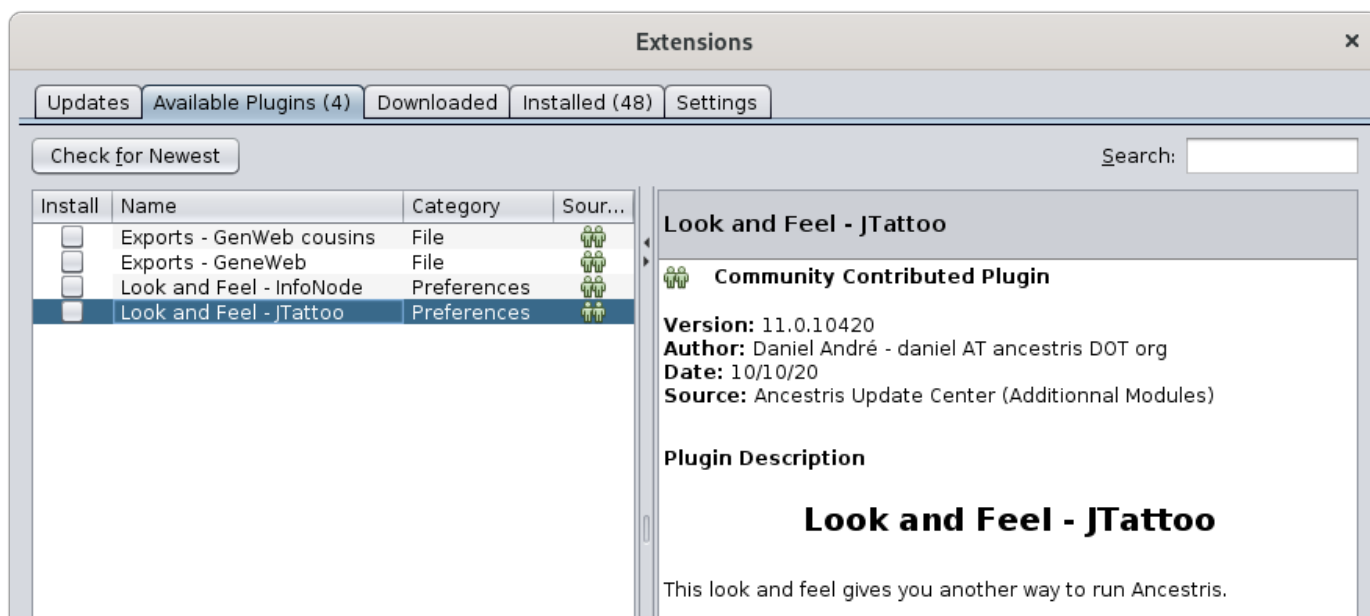 Extensions
Updates Available Plugins (4) Downloaded Installed (48) Settings
Check for Newest Search:
Install Name Category Sour...
Exports - GenWeb cousins File
Exports - GeneWeb File
Look and Feel - InfoNode Preferences
Look and Feel - JTattoo Preferences
Look and Feel - JTattoo
Community Contributed Plugin
Version: 11.0.10420
Author: Daniel André - daniel AT ancestris DOT org
Date: 10/10/20
Source: Ancestris Update Center (Additionnal Modules)
Plugin Description
Look and Feel - JTattoo
This look and feel gives you another way to run Ancestris.